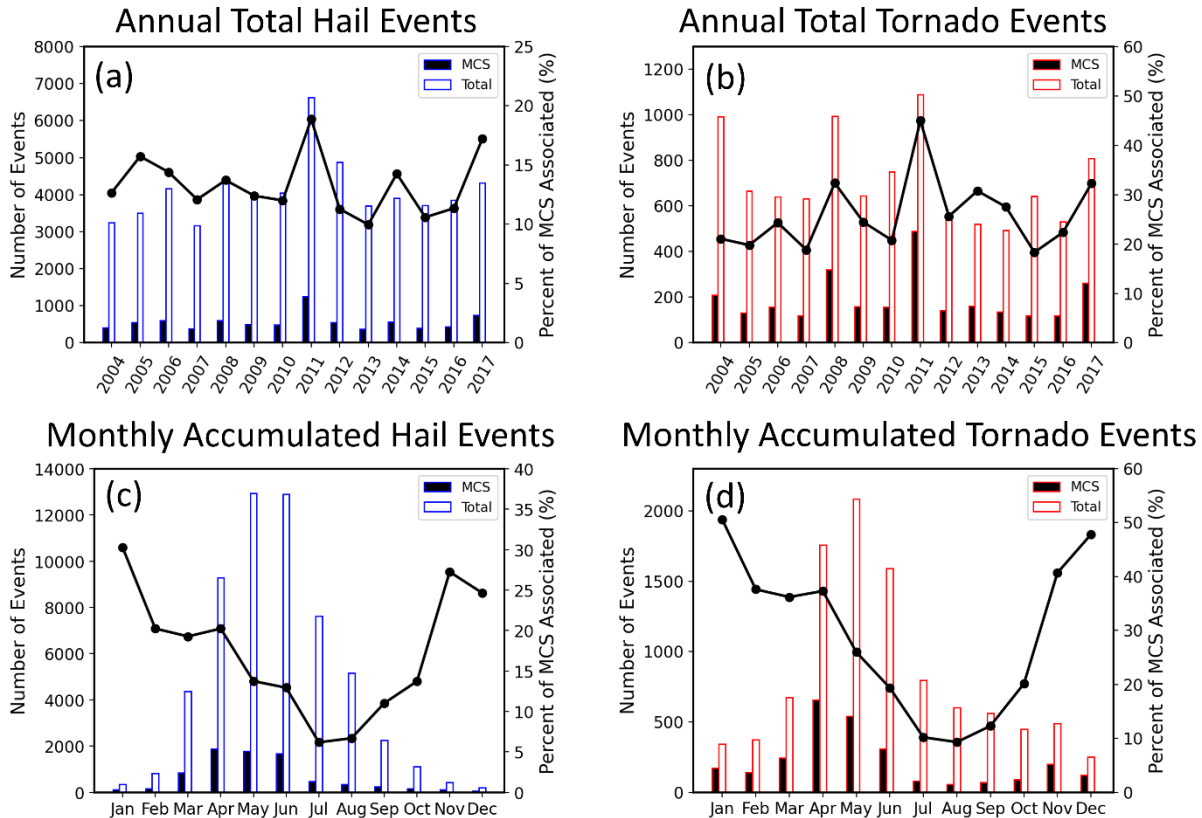 Annual Total Hail Events
(a)
MCS
Total
Number of Events
8000
7000
6000
5000
4000
3000
2000
1000
0
25
20
15
10
5
0
Percent of MCS Associated (%)
2004 2005 2006 2007 2008 2009 2010 2011 2012 2013 2014 2015 2016 2017
Annual Total Tornado Events
(b)
MCS
Total
Number of Events
1200
1000
800
600
400
200
0
60
50
40
30
20
10
0
Percent of MCS Associated (%)
2004 2005 2006 2007 2008 2009 2010 2011 2012 2013 2014 2015 2016 2017
Monthly Accumulated Hail Events
(c)
MCS
Total
Number of Events
14000
12000
10000
8000
6000
4000
2000
0
40
35
30
25
20
15
10
5
0
Percent of MCS Associated (%)
Jan Feb Mar Apr May Jun Jul Aug Sep Oct Nov Dec
Monthly Accumulated Tornado Events
(d)
MCS
Total
Number of Events
2000
1500
1000
500
0
60
50
40
30
20
10
0
Percent of MCS Associated (%)
Jan Feb Mar Apr May Jun Jul Aug Sep Oct Nov Dec